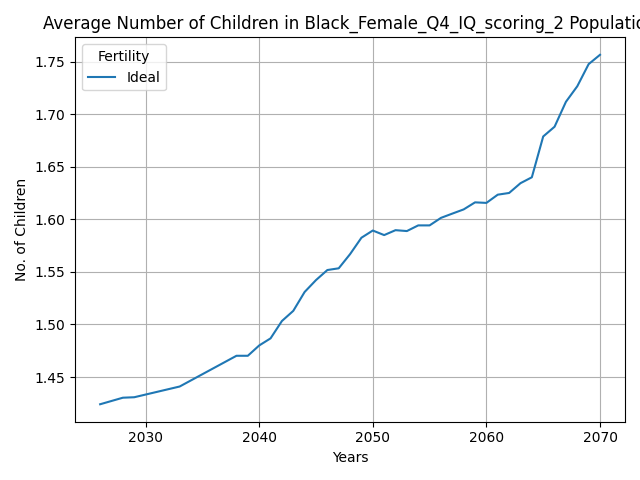 Average Number of Children in Black_Female_Q4_IQ_scoring_2 Populatio
Fertility
Ideal
No. of Children
1.75
1.70
1.65
1.60
1.55
1.50
1.45
2030 2040 2050 2060 2070
Years